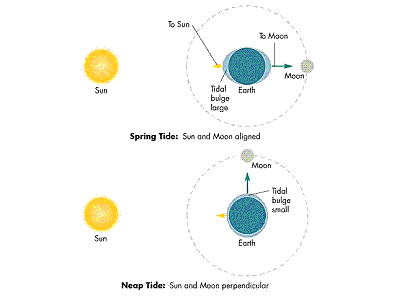 To Sun
To Moon
Sun
Moon
Tidal
bulge
large
Earth
Spring Tide: Sun and Moon aligned
Moon
Tidal
bulge
small
Sun
Earth
Neap Tide: Sun and Moon perpendicular